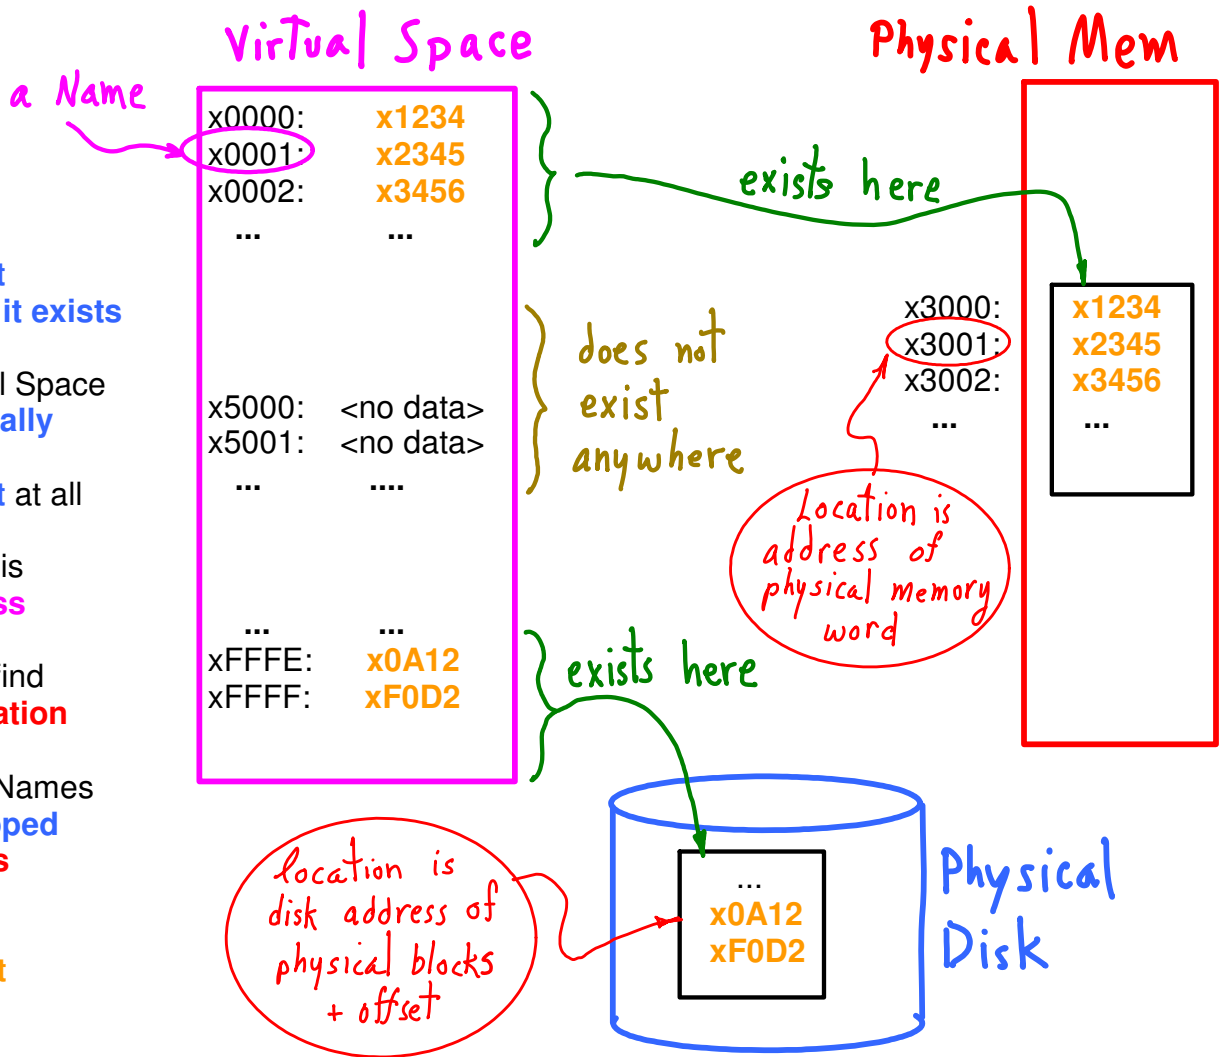 Virtual Space
Physical Mem
a Name
x0000: x1234
x0001: x2345
x0002: x3456
... ...
exists here
t
it exists
l Space
ally
t at all
is
ss
find
ation
Names
pped
s
t
does not
exist
anywhere
x5000: <no data>
x5001: <no data>
... ....
x3000: x1234
x3001: x2345
x3002: x3456
... ...
Location is
address of
physical memory
word
... ...
xFFFE: x0A12
xFFFF: xF0D2
exists here
location is
disk address of
physical blocks
+ offset
...
x0A12
xF0D2
Physical
Disk